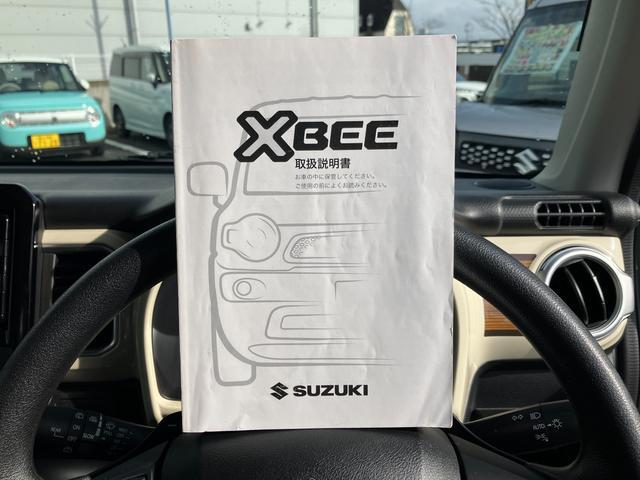 XBEE
取扱説明書
お車の中に保管してください。
ご使用の前によくお読みください。
SUZUKI
AUTO